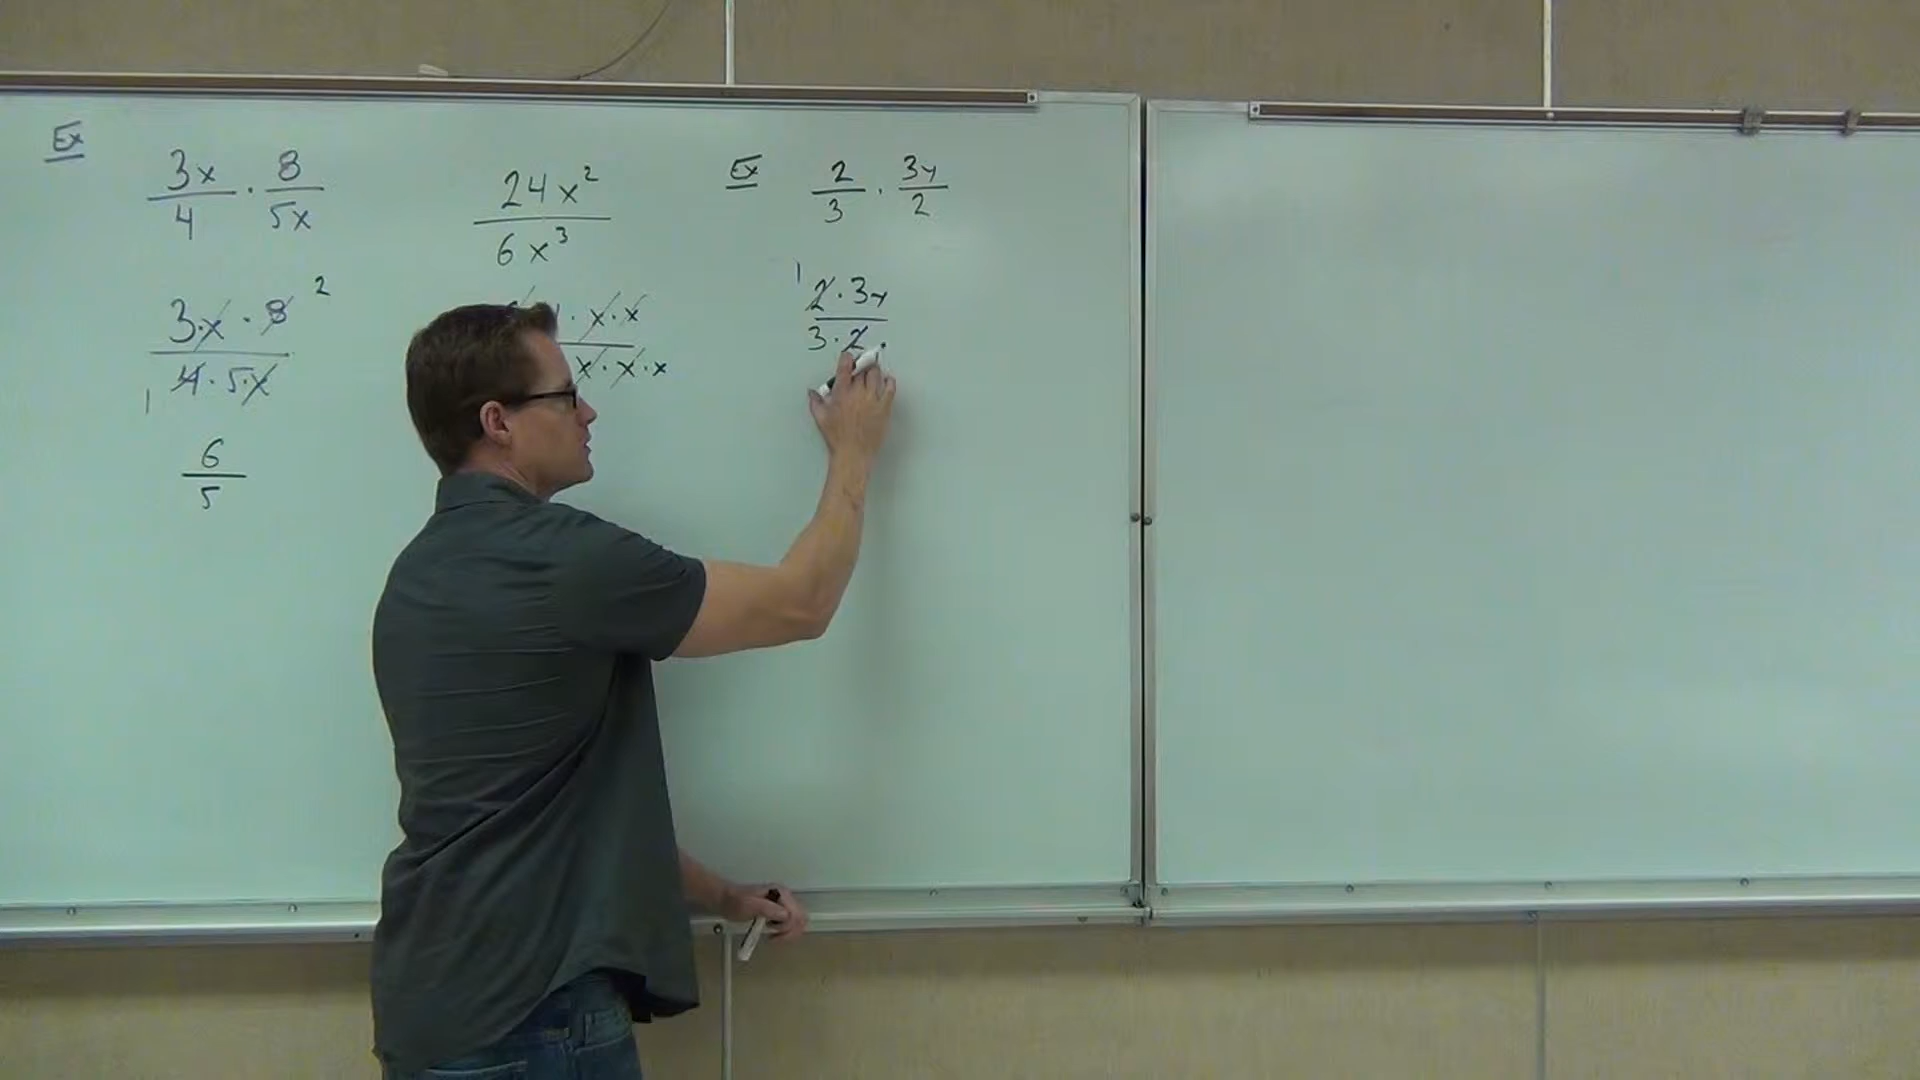 Ex
3x/4 · 8/5x
3·x · 8 2
1 4·5·x
6/5
24x²/6x³
· x · x
x · x · x
Ex
2/3 · 3y/2
1 2·3y
3·2